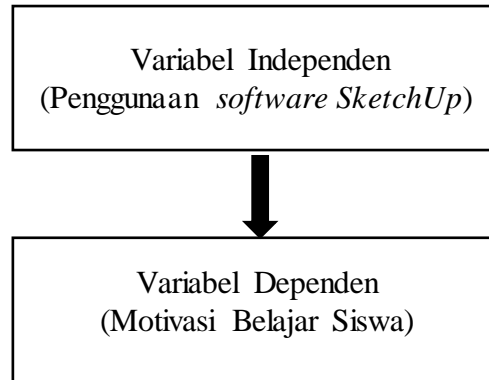 Variabel Independen
(Penggunaan software SketchUp)
Variabel Dependen
(Motivasi Belajar Siswa)